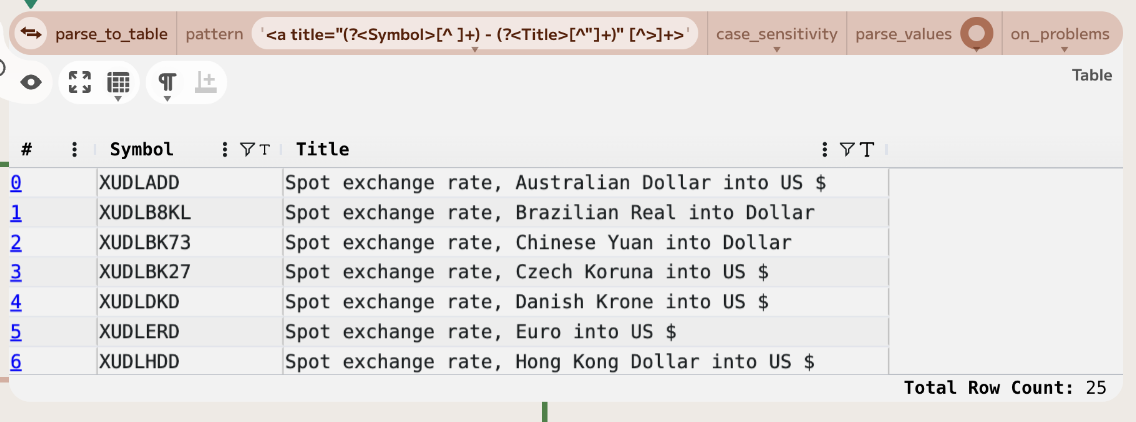 parse_to_table pattern '<a title="(?<Symbol>[^ ]+) - (?<Title>[^"]+)" [^>]+>' case_sensitivity parse_values on_problems
Table
# Symbol T Title T
0 XUDLADD Spot exchange rate, Australian Dollar into US $
1 XUDLB8KL Spot exchange rate, Brazilian Real into Dollar
2 XUDLBK73 Spot exchange rate, Chinese Yuan into Dollar
3 XUDLBK27 Spot exchange rate, Czech Koruna into US $
4 XUDLDKD Spot exchange rate, Danish Krone into US $
5 XUDLERD Spot exchange rate, Euro into US $
6 XUDLHDD Spot exchange rate, Hong Kong Dollar into US $
Total Row Count: 25